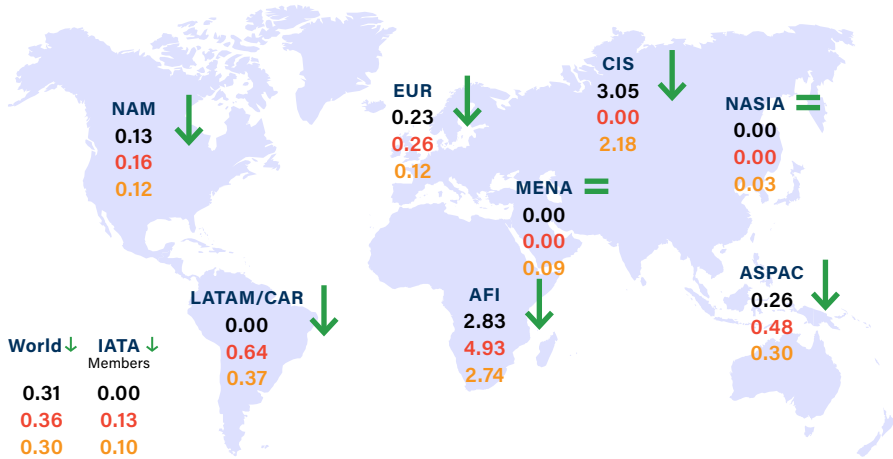 CIS
3.05
0.00
2.18
EUR
0.23
0.26
0.12
NAM
0.13
0.16
0.12
NASIA
0.00
0.00
0.03
MENA
0.00
0.00
0.09
ASPAC
0.26
0.48
0.30
LATAM/CAR
0.00
0.64
0.37
AFI
2.83
4.93
2.74
World
0.31
0.36
0.30
IATA
Members
0.00
0.13
0.10